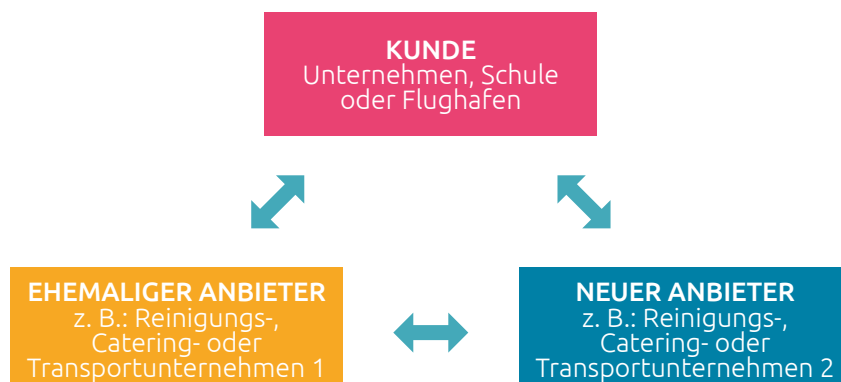 KUNDE
Unternehmen, Schule
oder Flughafen
EHEMALIGER ANBIETER
z. B.: Reinigungs-,
Catering- oder
Transportunternehmen 1
NEUER ANBIETER
z. B.: Reinigungs-,
Catering- oder
Transportunternehmen 2